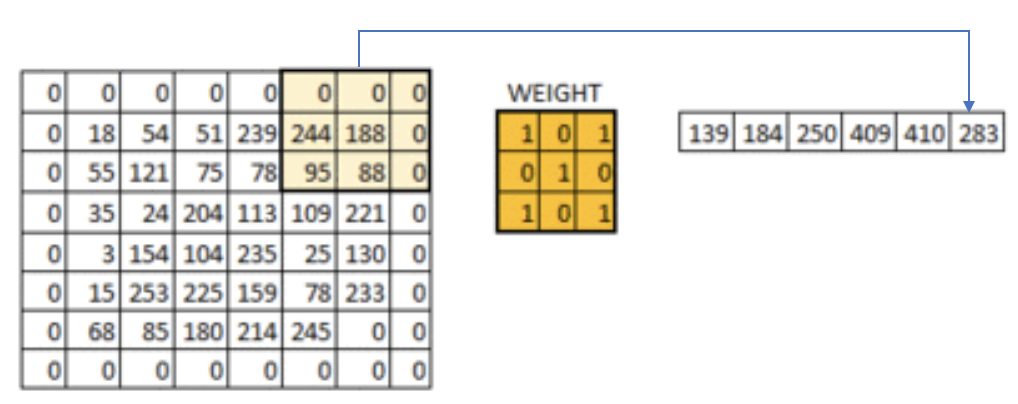 0 0 0 0 0 0 0 0
WEIGHT
0 18 54 51 239 244 188 0
1 0 1
139 184 250 409 410 283
0 55 121 75 78 95 88 0
0 1 0
0 35 24 204 113 109 221 0
1 0 1
0 3 154 104 235 25 130 0
0 15 253 225 159 78 233 0
0 68 85 180 214 245 0 0
0 0 0 0 0 0 0 0